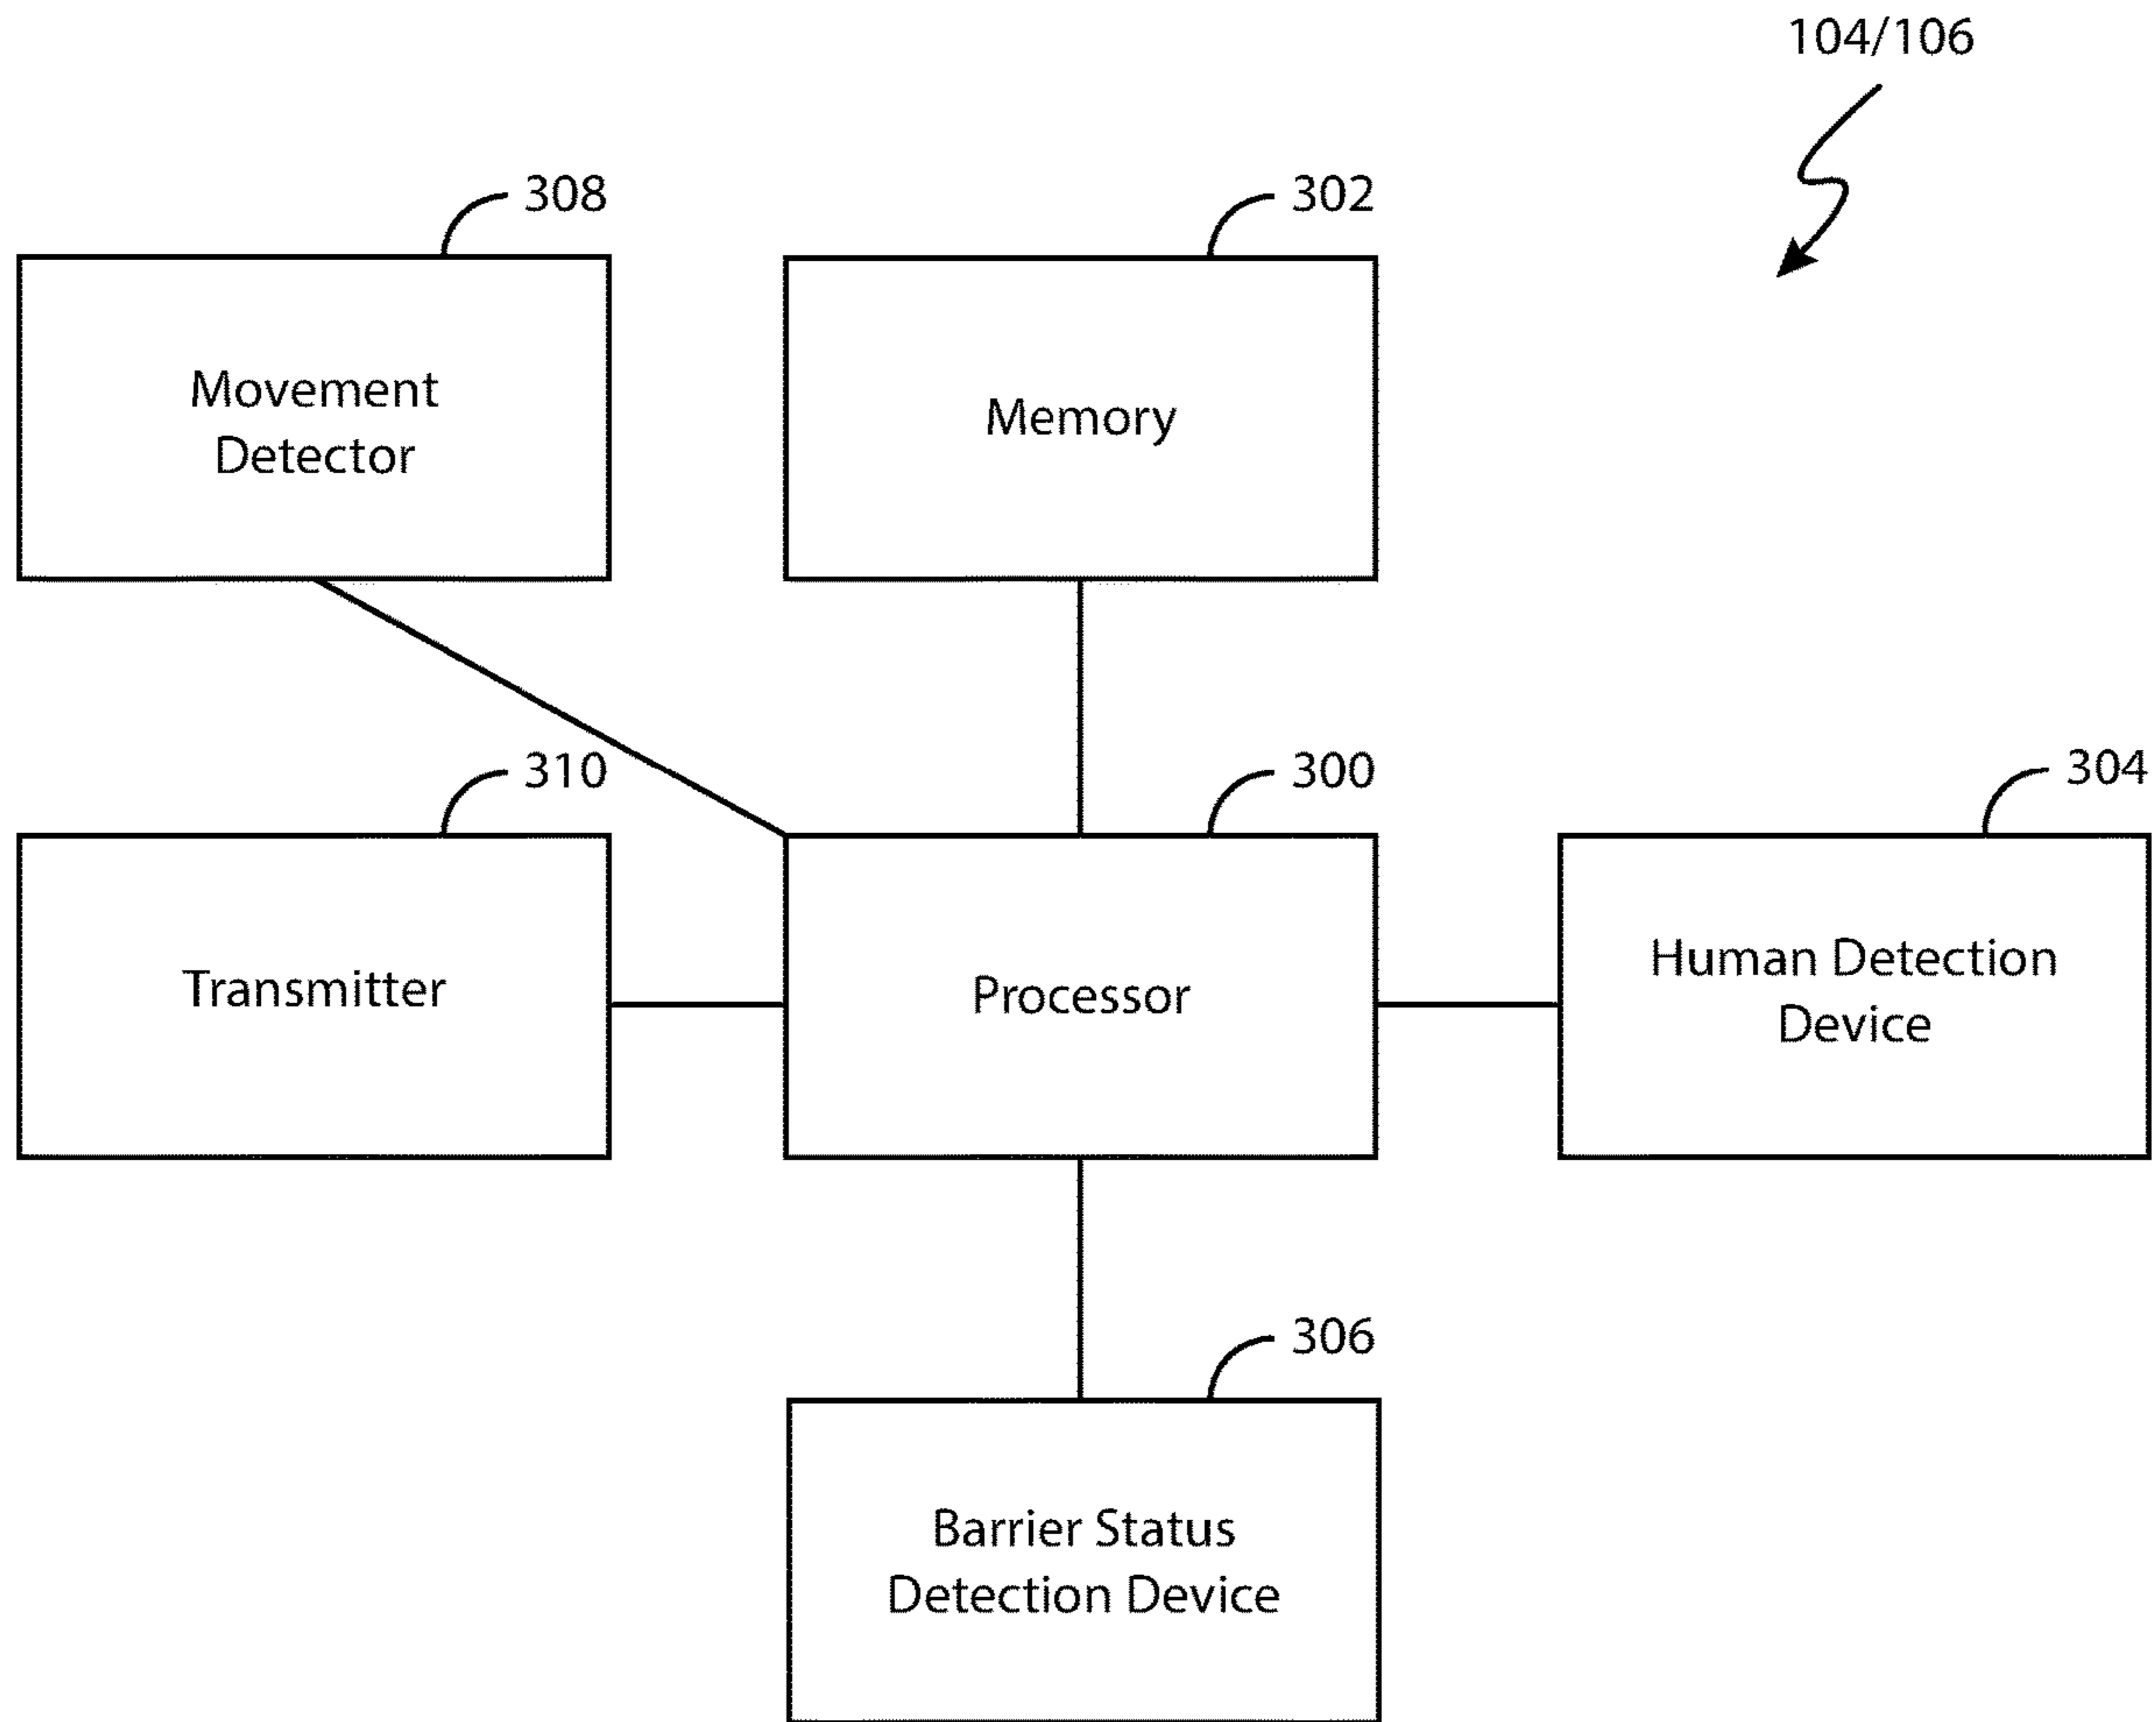 104/106
308
302
Movement
Detector
Memory
310
300
304
Transmitter
Processor
Human Detection
Device
306
Barrier Status
Detection Device